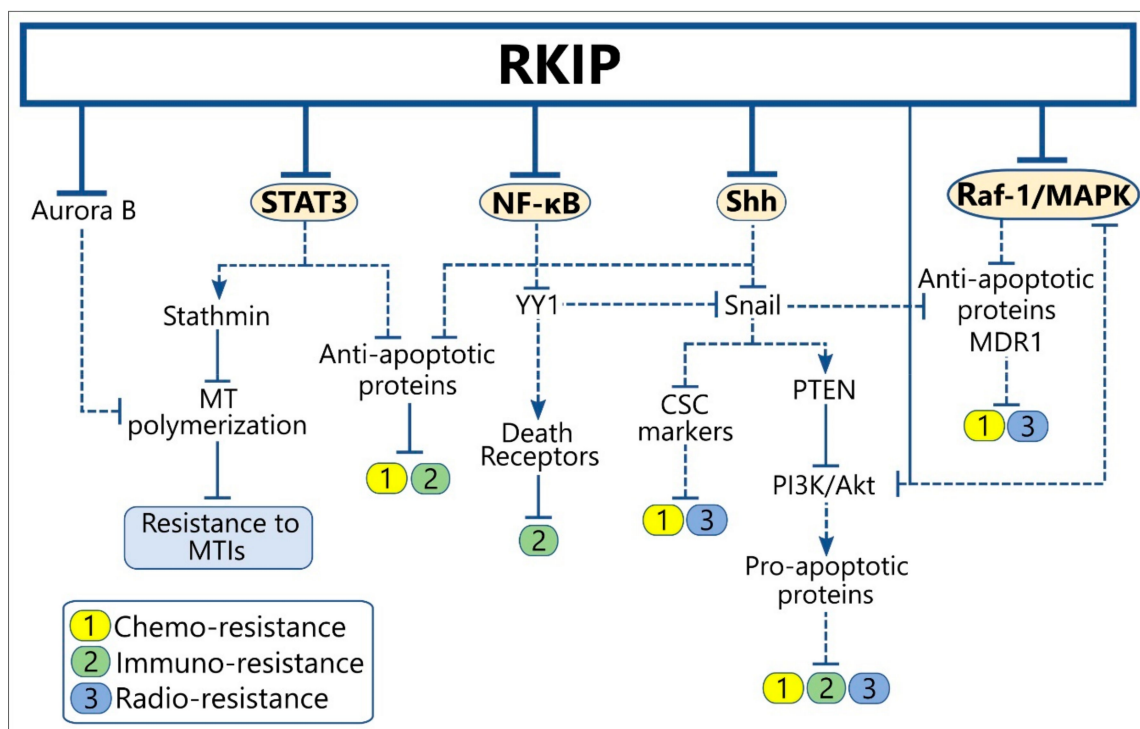 RKIP
Aurora B
STAT3
NF-κB
Shh
Raf-1/MAPK
Stathmin
YY1
Snail
Anti-apoptotic
proteins
MDR1
Anti-apoptotic
proteins
MT
polymerization
Death
Receptors
CSC
markers
PTEN
1 3
1 2
PI3K/Akt
Resistance to
MTIs
2
1 3
Pro-apoptotic
proteins
1 2 3
1 Chemo-resistance
2 Immuno-resistance
3 Radio-resistance